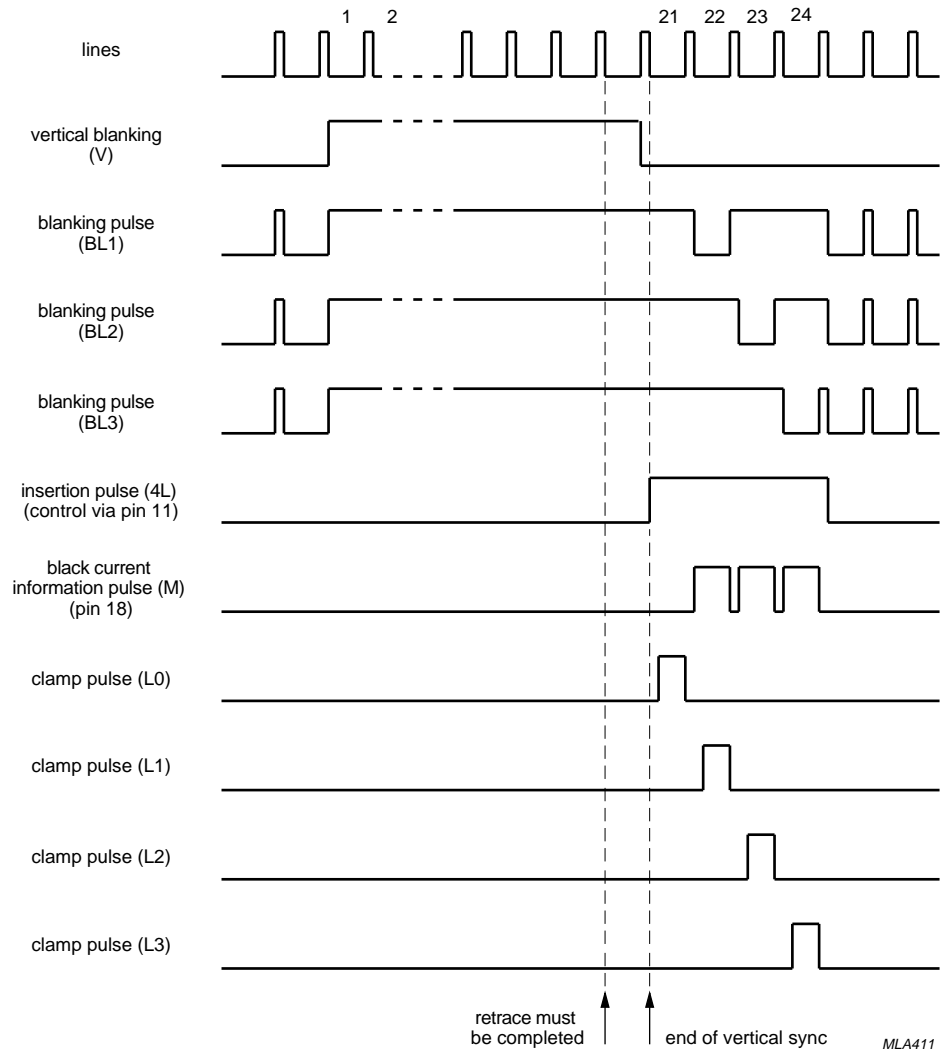 1 2 21 22 23 24
lines
vertical blanking
(V)
blanking pulse
(BL1)
blanking pulse
(BL2)
blanking pulse
(BL3)
insertion pulse (4L)
(control via pin 11)
black current
information pulse (M)
(pin 18)
clamp pulse (L0)
clamp pulse (L1)
clamp pulse (L2)
clamp pulse (L3)
retrace must
be completed
end of vertical sync
MLA411